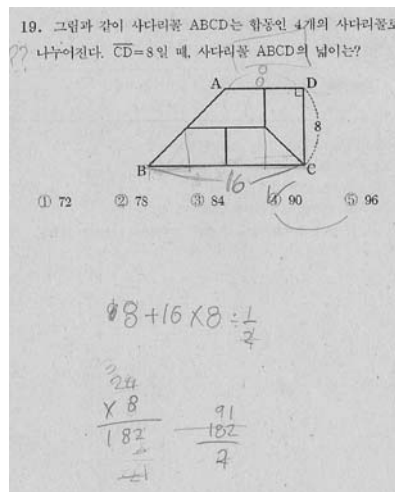 19. 그림과 같이 사다리꼴 ABCD는 합동인 4개의 사다리꼴로
?? 나누어진다. CD=8일 때, 사다리꼴 ABCD의 넓이는?
8
A D
8
B C
16
① 72 ② 78 ③ 84 ④ 90 ⑤ 96
8+16×8÷1/2
24
× 8
182
91
182
2